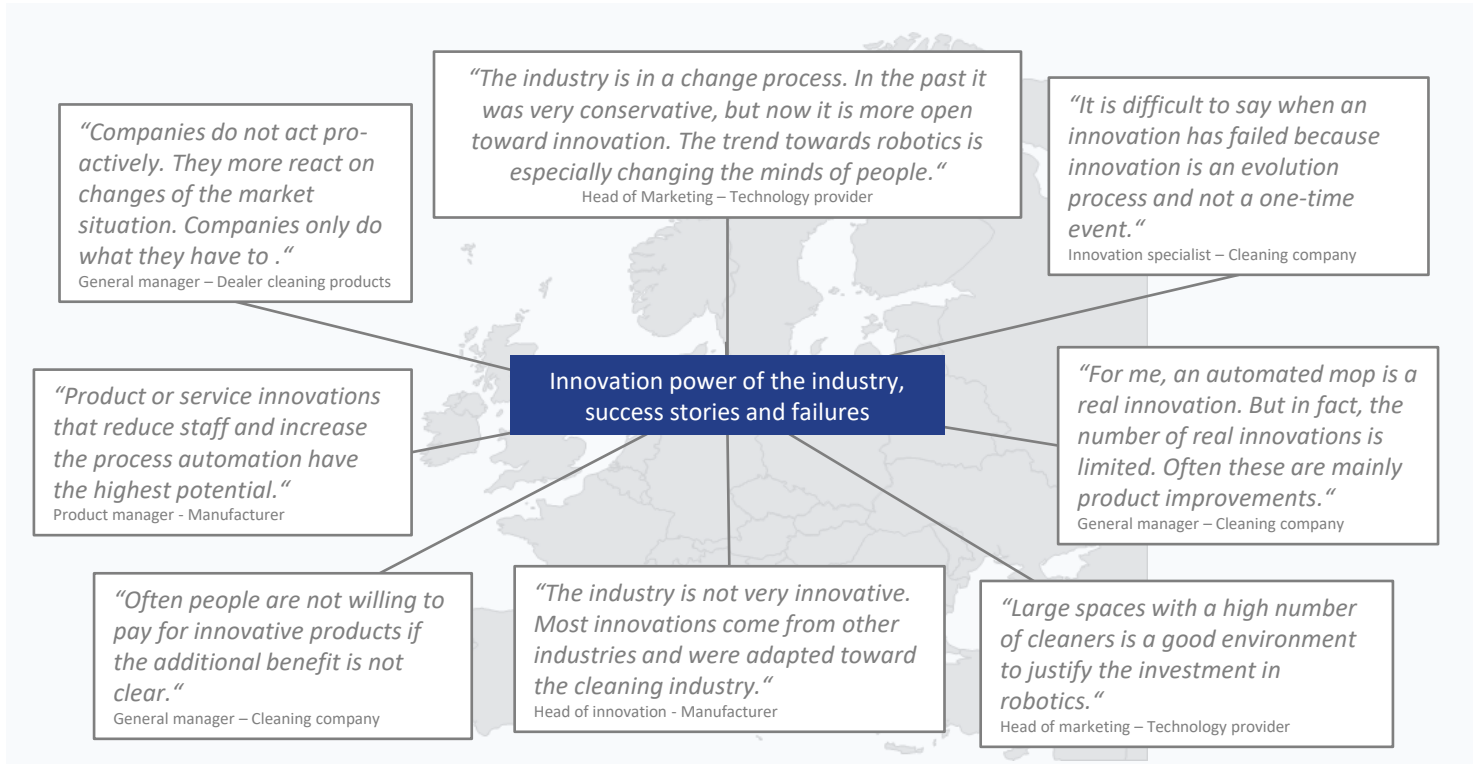 “The industry is in a change process. In the past it
was very conservative, but now it is more open
toward innovation. The trend towards robotics is
especially changing the minds of people.“
Head of Marketing – Technology provider
“Companies do not act pro-
actively. They more react on
changes of the market
situation. Companies only do
what they have to .“
General manager – Dealer cleaning products
“It is difficult to say when an
innovation has failed because
innovation is an evolution
process and not a one-time
event.“
Innovation specialist – Cleaning company
Innovation power of the industry,
success stories and failures
“Product or service innovations
that reduce staff and increase
the process automation have
the highest potential.“
Product manager - Manufacturer
“For me, an automated mop is a
real innovation. But in fact, the
number of real innovations is
limited. Often these are mainly
product improvements.“
General manager – Cleaning company
“Often people are not willing to
pay for innovative products if
the additional benefit is not
clear.“
General manager – Cleaning company
“The industry is not very innovative.
Most innovations come from other
industries and were adapted toward
the cleaning industry.“
Head of innovation - Manufacturer
“Large spaces with a high number
of cleaners is a good environment
to justify the investment in
robotics.“
Head of marketing – Technology provider